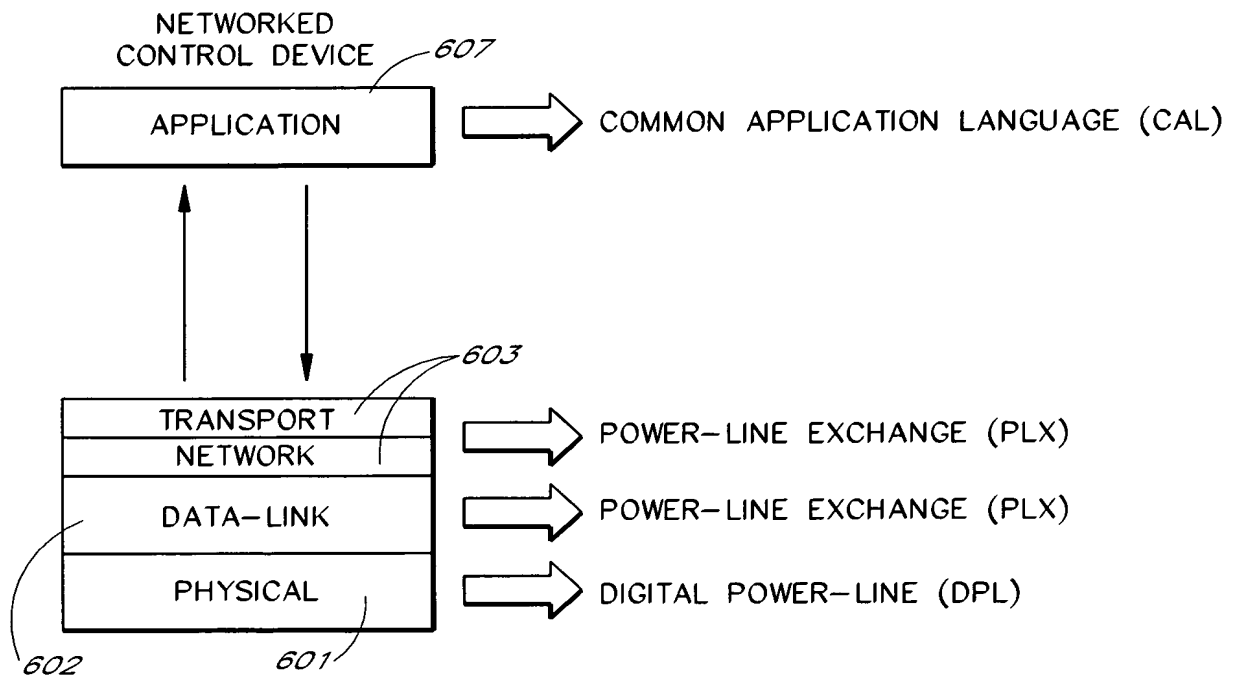 NETWORKED
CONTROL DEVICE
607
APPLICATION
COMMON APPLICATION LANGUAGE (CAL)
603
TRANSPORT
POWER-LINE EXCHANGE (PLX)
NETWORK
DATA-LINK
POWER-LINE EXCHANGE (PLX)
PHYSICAL
DIGITAL POWER-LINE (DPL)
602
601